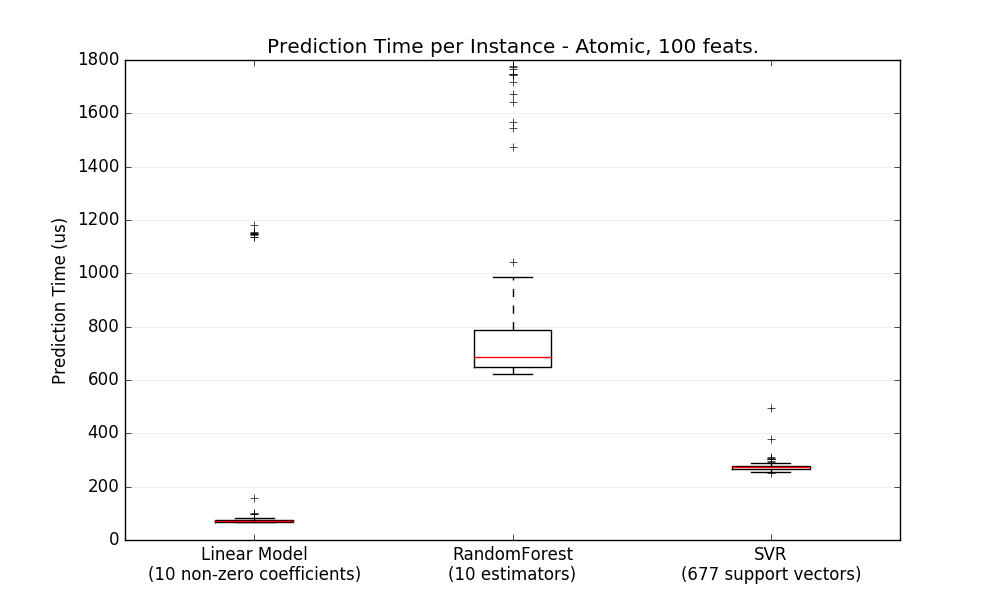 Prediction Time per Instance - Atomic, 100 feats.
Prediction Time (us)
1800
1600
1400
1200
1000
800
600
400
200
0
Linear Model
(10 non-zero coefficients)
RandomForest
(10 estimators)
SVR
(677 support vectors)